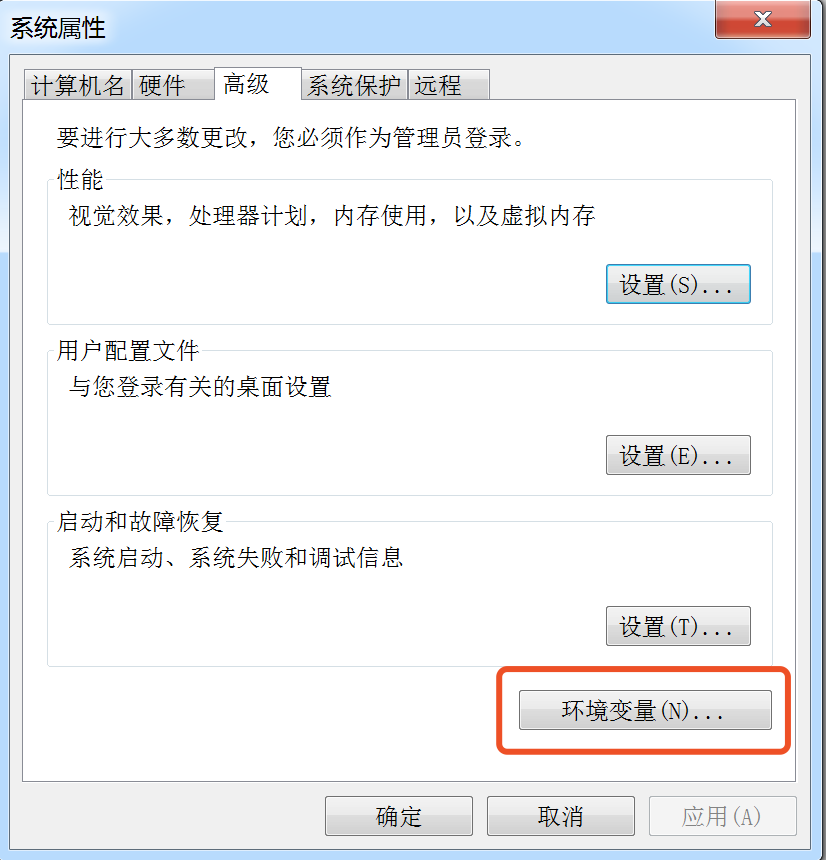 系统属性
计算机名 硬件 高级 系统保护 远程
要进行大多数更改，您必须作为管理员登录。
性能
视觉效果，处理器计划，内存使用，以及虚拟内存
设置(S)...
用户配置文件
与您登录有关的桌面设置
设置(E)...
启动和故障恢复
系统启动、系统失败和调试信息
设置(T)...
环境变量(N)...
确定 取消 应用(A)